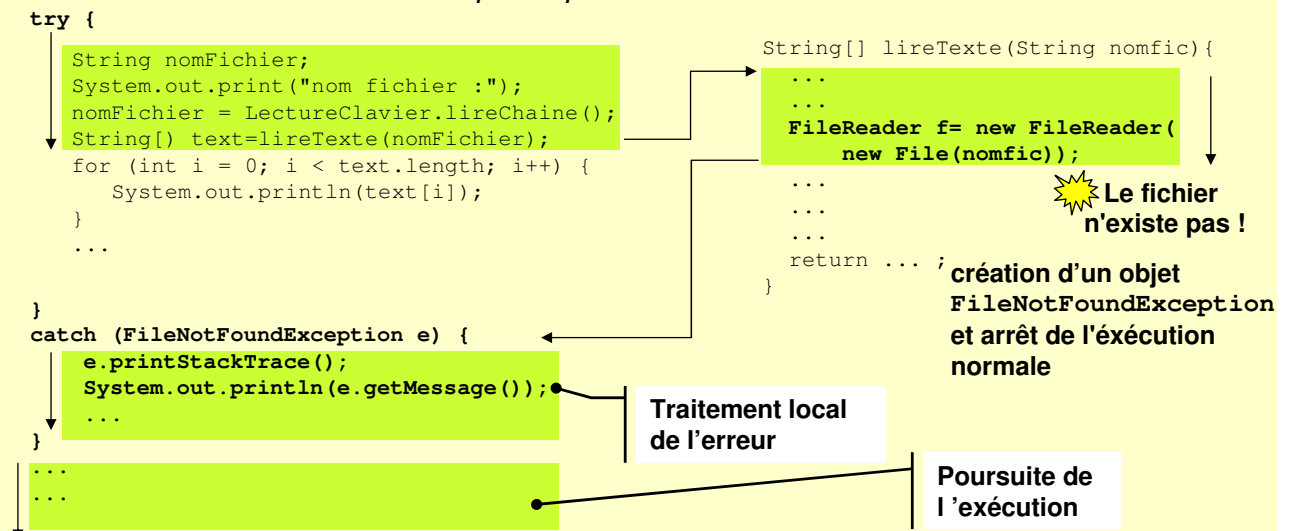 try {
String nomFichier;
System.out.print("nom fichier :");
nomFichier = LectureClavier.lireChaine();
String[) text=lireTexte(nomFichier);
for (int i = 0; i < text.length; i++) {
System.out.println(text[i]);
}
...
}
catch (FileNotFoundException e) {
e.printStackTrace();
System.out.println(e.getMessage());
...
}
...
...
String[] lireTexte(String nomfic){
...
...
FileReader f= new FileReader(
new File(nomfic));
...
...
...
return ... ;
}
Le fichier
n'existe pas !
création d’un objet
FileNotFoundException
et arrêt de l'éxécution
normale
Traitement local
de l’erreur
Poursuite de
l ’exécution